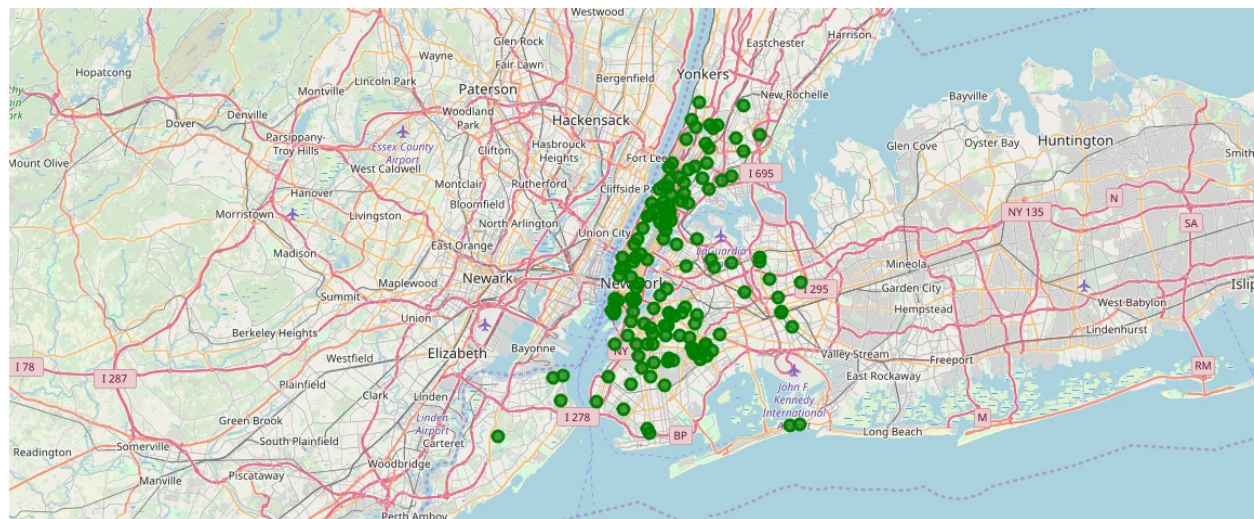 Westwood
Harrison
Glen Rock
Eastchester
Wayne
Fair Lawn
Hopatcong
Bergenfield
Yonkers
Lincoln Park
Paterson
New Rochelle
Bayville
Montville
Denville
Woodland
Park
Hackensack
Dover
Huntington
Parsippany-
Troy Hills
Essex County
Airport
Clifton
Hasbrouck
Heights
Oyster Bay
Glen Cove
Mount Olive
West Caldwell
Fort Lee
I 695
Hanover
Montclair
Rutherford
Cliffside
N
Bloomfield
Morristown
Livingston
North Arlington
NY 135
SA
Union City
East Orange
LaGuardia
Madison
Mineola
Newark
New York
Maplewood
I 295
Garden City
Summit
West Babylon
Union
Hempstead
Berkeley Heights
Lindenhurst
Bayonne
Elizabeth
NY
Valley Stream
Freeport
Westfield
I 78
I 287
East Rockaway
RM
Plainfield
Clark
Linden
John F.
Kennedy
International
Green Brook
Linden
Airport
I 278
M
South Plainfield
Carteret
BP
Long Beach
Somerville
Readington
Woodbridge
Piscataway
Manville
Perth Amboy